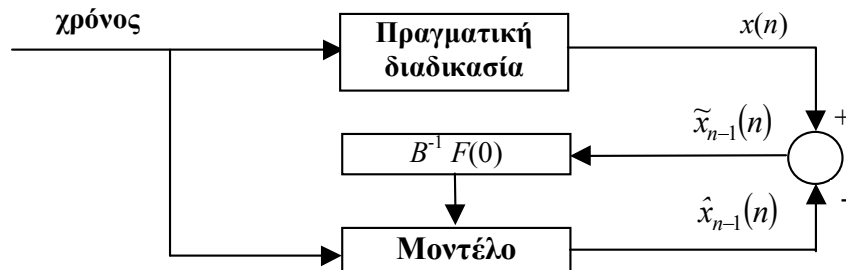 χρόνος
Πραγματική
διαδικασία
x(n)
+
x̃ₙ₋₁(n)
B⁻¹ F(0)
x̂ₙ₋₁(n)
-
Μοντέλο